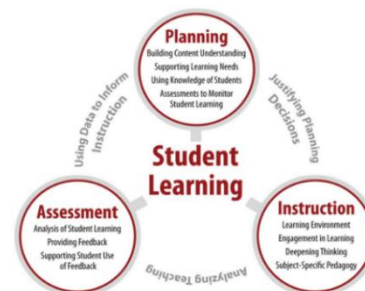 Planning
Building Content Understanding
Supporting Learning Needs
Using Knowledge of Students
Assessments to Monitor
Student Learning
Using Data to Inform
Instruction
Justifying Planning
Decisions
Student
Learning
Assessment
Analysis of Student Learning
Providing Feedback
Supporting Student Use
of Feedback
Instruction
Learning Environment
Engagement in Learning
Deepening Thinking
Subject-Specific Pedagogy
Analyzing Teaching